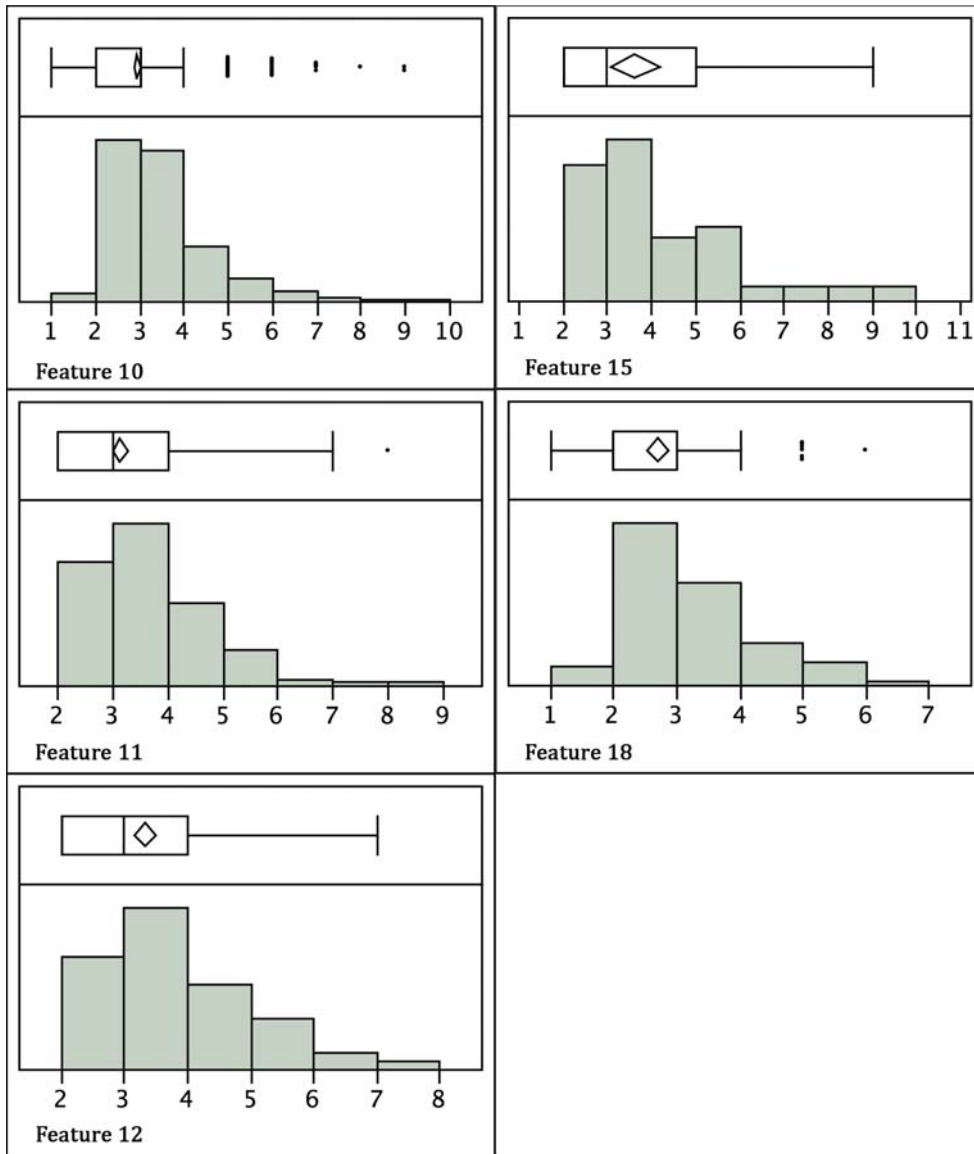 1 2 3 4 5 6 7 8 9 10
Feature 10
1 2 3 4 5 6 7 8 9 10 11
Feature 15
2 3 4 5 6 7 8 9
Feature 11
1 2 3 4 5 6 7
Feature 18
2 3 4 5 6 7 8
Feature 12